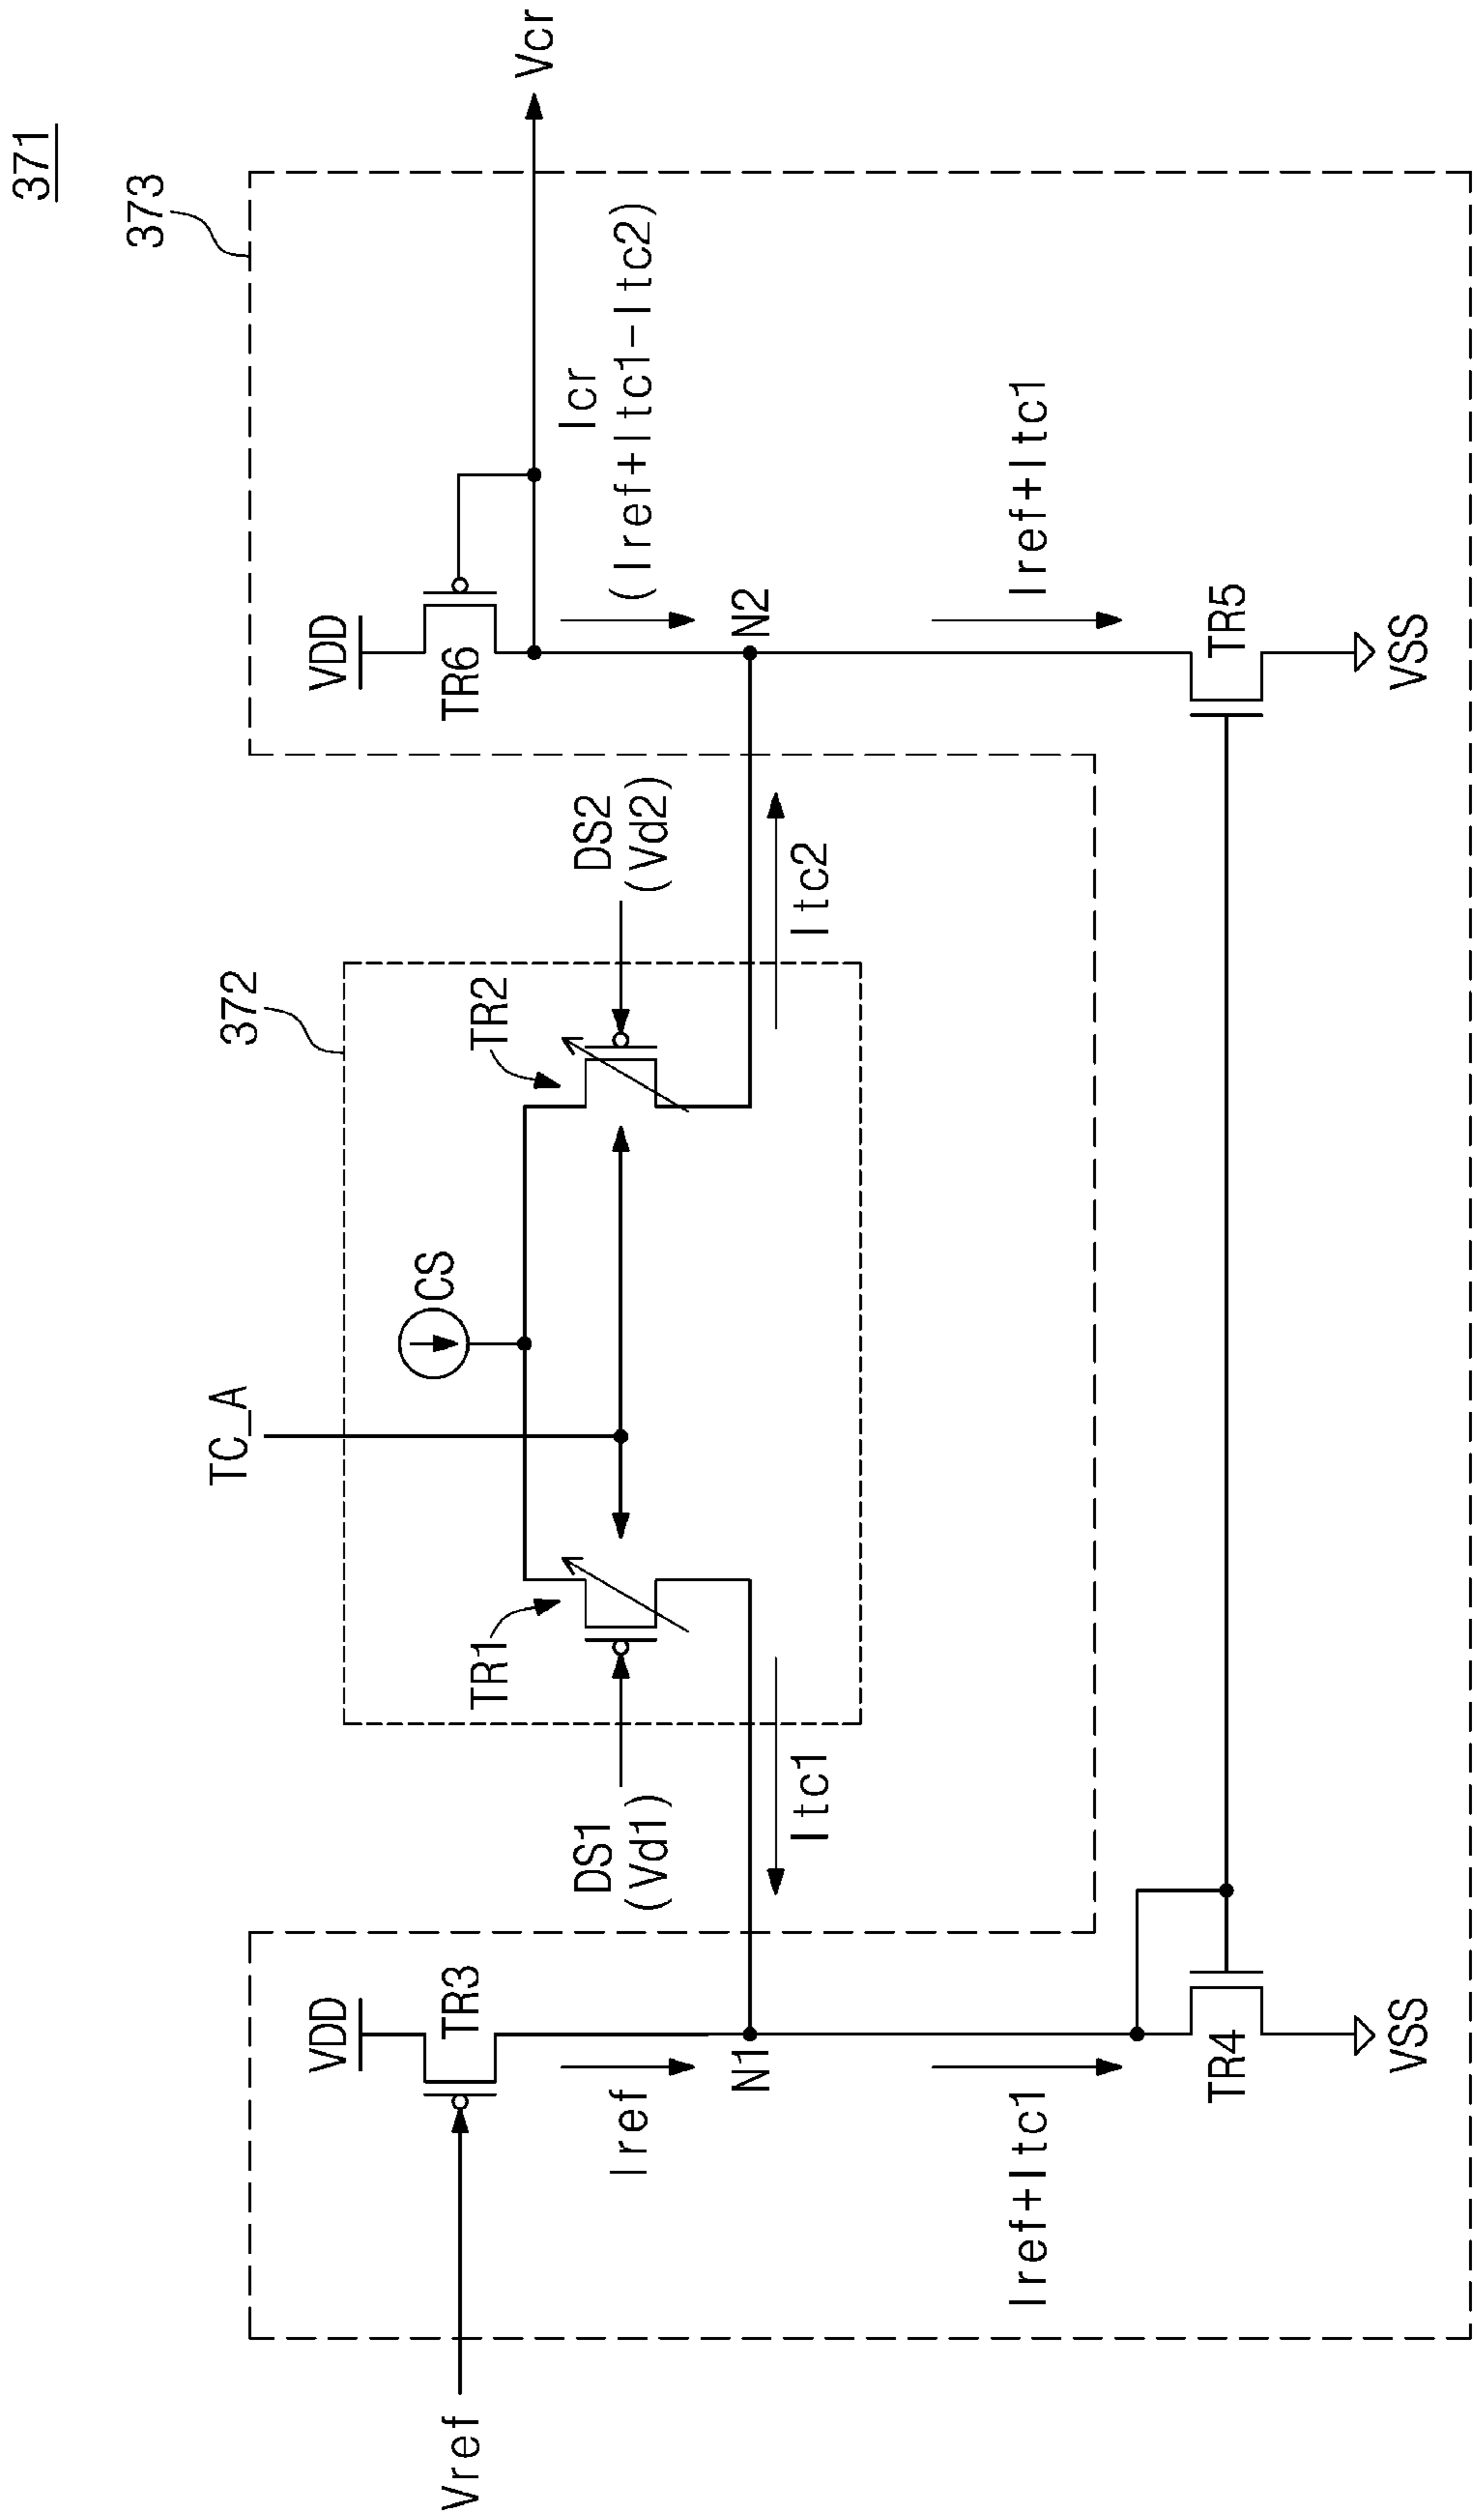 371
373
372
TC_A
VDD
VDD
CS
Vref
TR3
TR1
TR2
TR6
Vcr
DS1
(Vd1)
DS2
(Vd2)
Iref
Icr
(Iref+Itc1-Itc2)
N1
N2
Itc1
Itc2
Iref+Itc1
Iref+Itc1
TR4
TR5
VSS
VSS